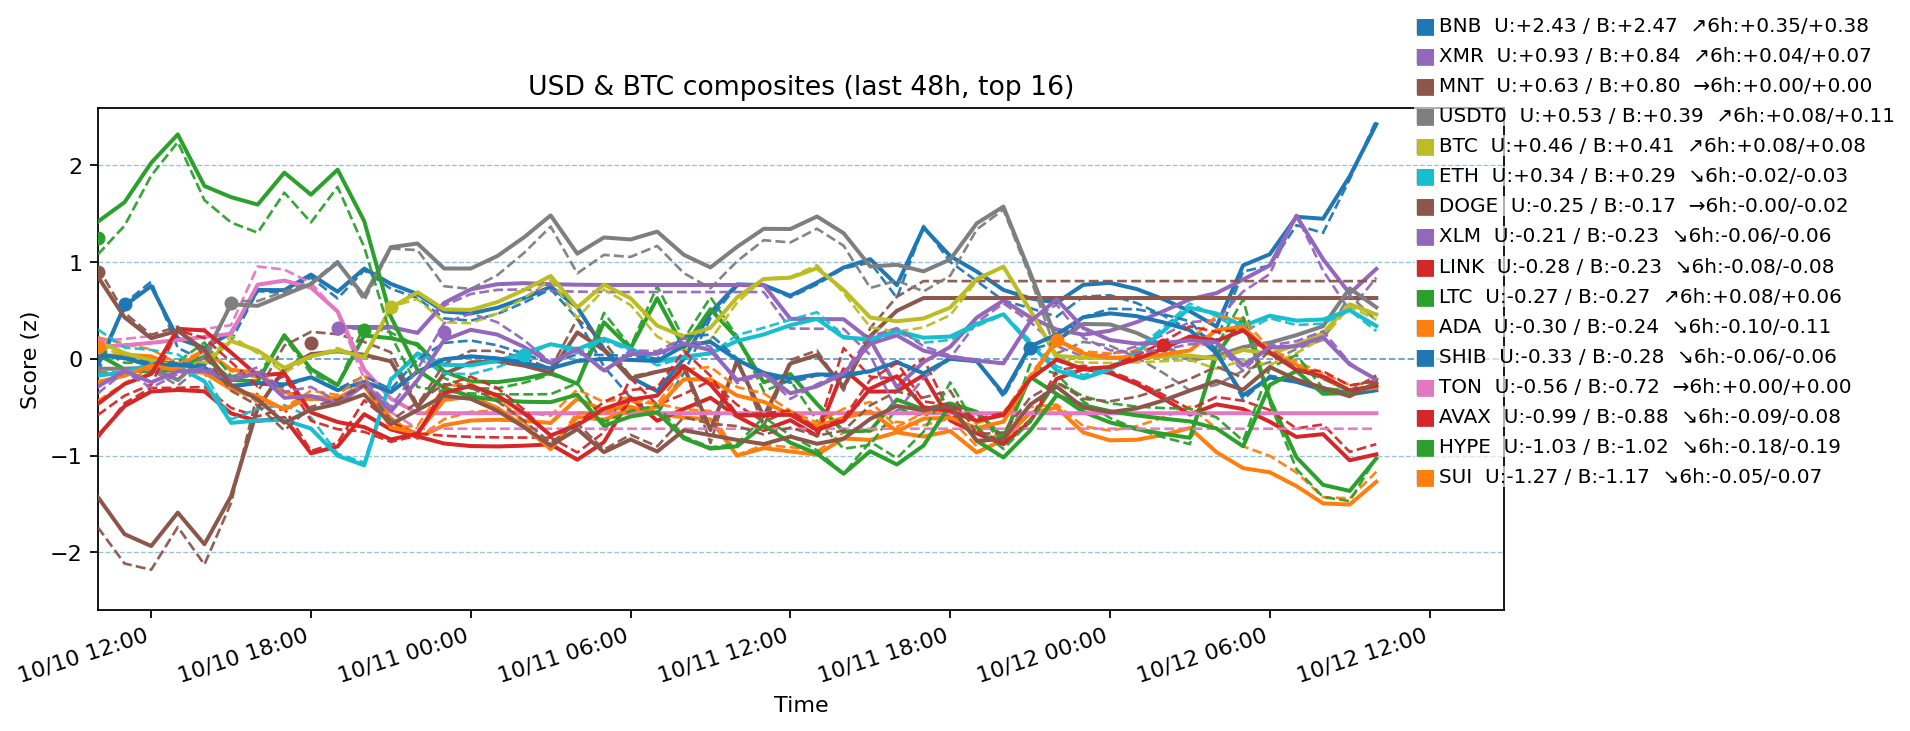 BNB  U:+2.43 / B:+2.47  ↗6h:+0.35/+0.38
XMR  U:+0.93 / B:+0.84  ↗6h:+0.04/+0.07
MNT  U:+0.63 / B:+0.80  →6h:+0.00/+0.00
USDT0  U:+0.53 / B:+0.39  ↗6h:+0.08/+0.11
BTC  U:+0.46 / B:+0.41  ↗6h:+0.08/+0.08
ETH  U:+0.34 / B:+0.29  ↘6h:-0.02/-0.03
DOGE  U:-0.25 / B:-0.17  →6h:-0.00/-0.02
XLM  U:-0.21 / B:-0.23  ↘6h:-0.06/-0.06
LINK  U:-0.28 / B:-0.23  ↘6h:-0.08/-0.08
LTC  U:-0.27 / B:-0.27  ↗6h:+0.08/+0.06
ADA  U:-0.30 / B:-0.24  ↘6h:-0.10/-0.11
SHIB  U:-0.33 / B:-0.28  ↘6h:-0.06/-0.06
TON  U:-0.56 / B:-0.72  →6h:+0.00/+0.00
AVAX  U:-0.99 / B:-0.88  ↘6h:-0.09/-0.08
HYPE  U:-1.03 / B:-1.02  ↘6h:-0.18/-0.19
SUI  U:-1.27 / B:-1.17  ↘6h:-0.05/-0.07
USD & BTC composites (last 48h, top 16)
Score (z)
2
1
0
−1
−2
10/10 12:00
10/10 18:00
10/11 00:00
10/11 06:00
10/11 12:00
10/11 18:00
10/12 00:00
10/12 06:00
10/12 12:00
Time